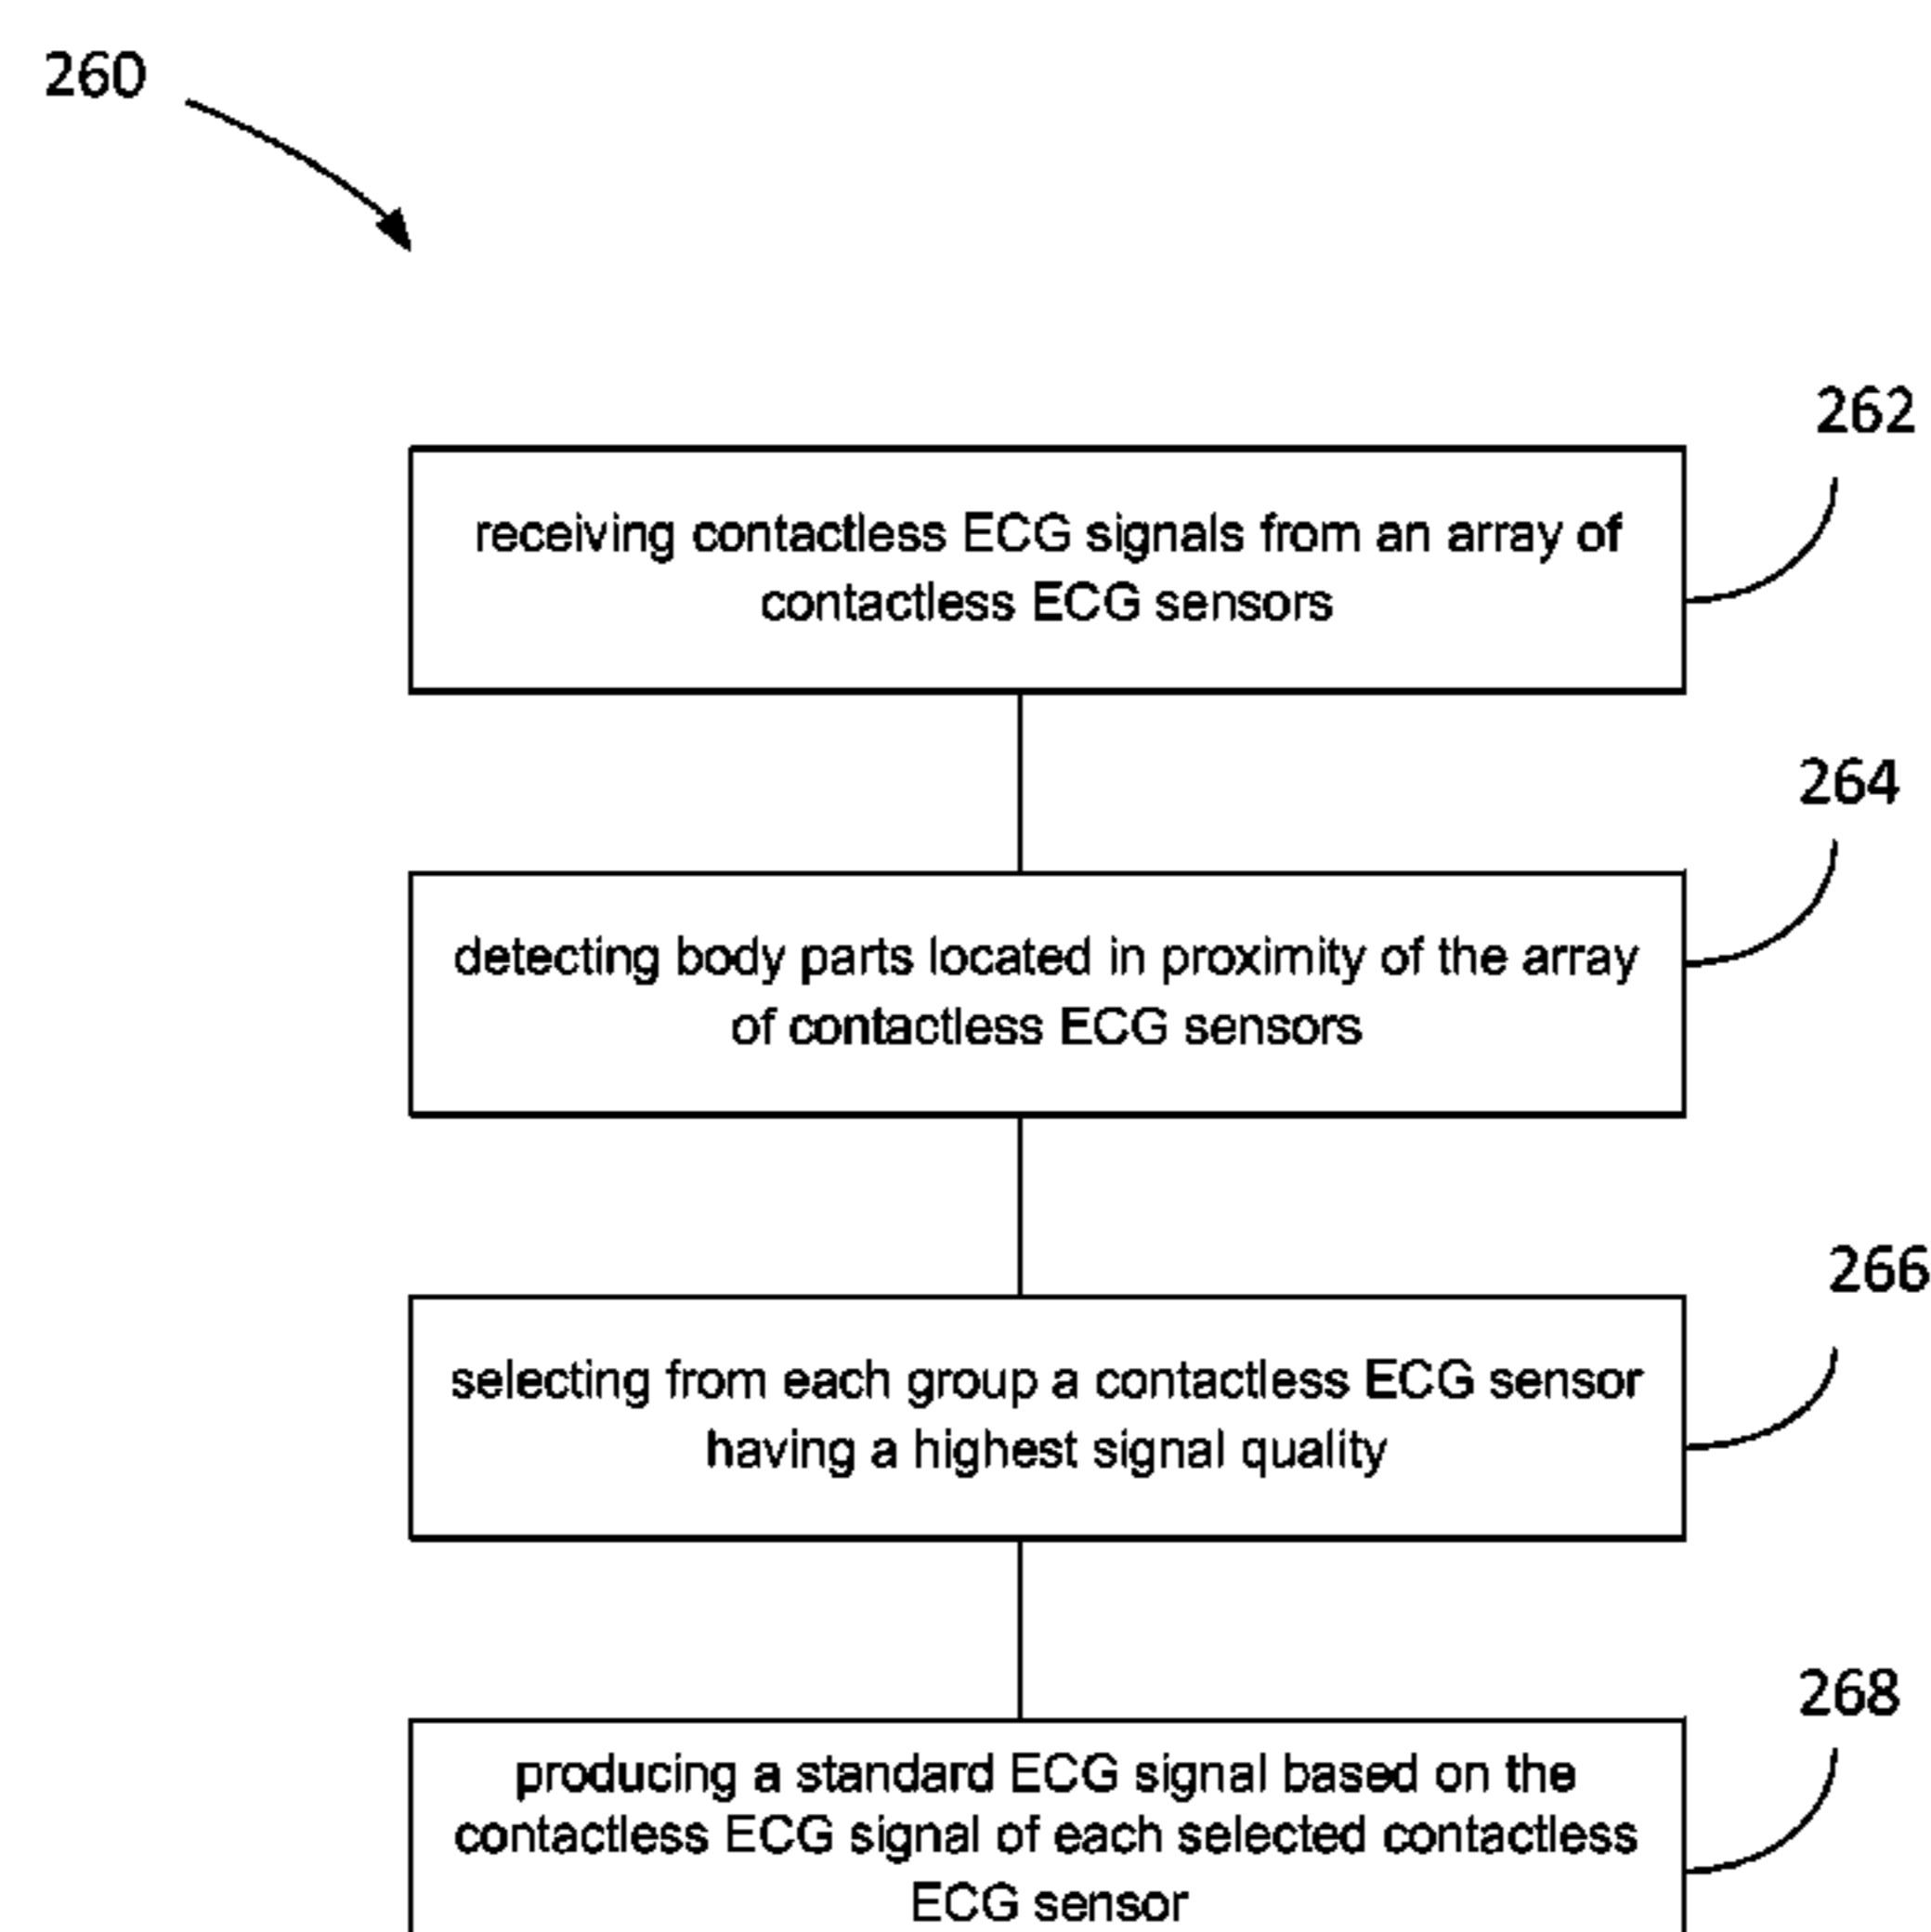 260
262
receiving contactless ECG signals from an array of
contactless ECG sensors
264
detecting body parts located in proximity of the array
of contactless ECG sensors
266
selecting from each group a contactless ECG sensor
having a highest signal quality
268
producing a standard ECG signal based on the
contactless ECG signal of each selected contactless
ECG sensor